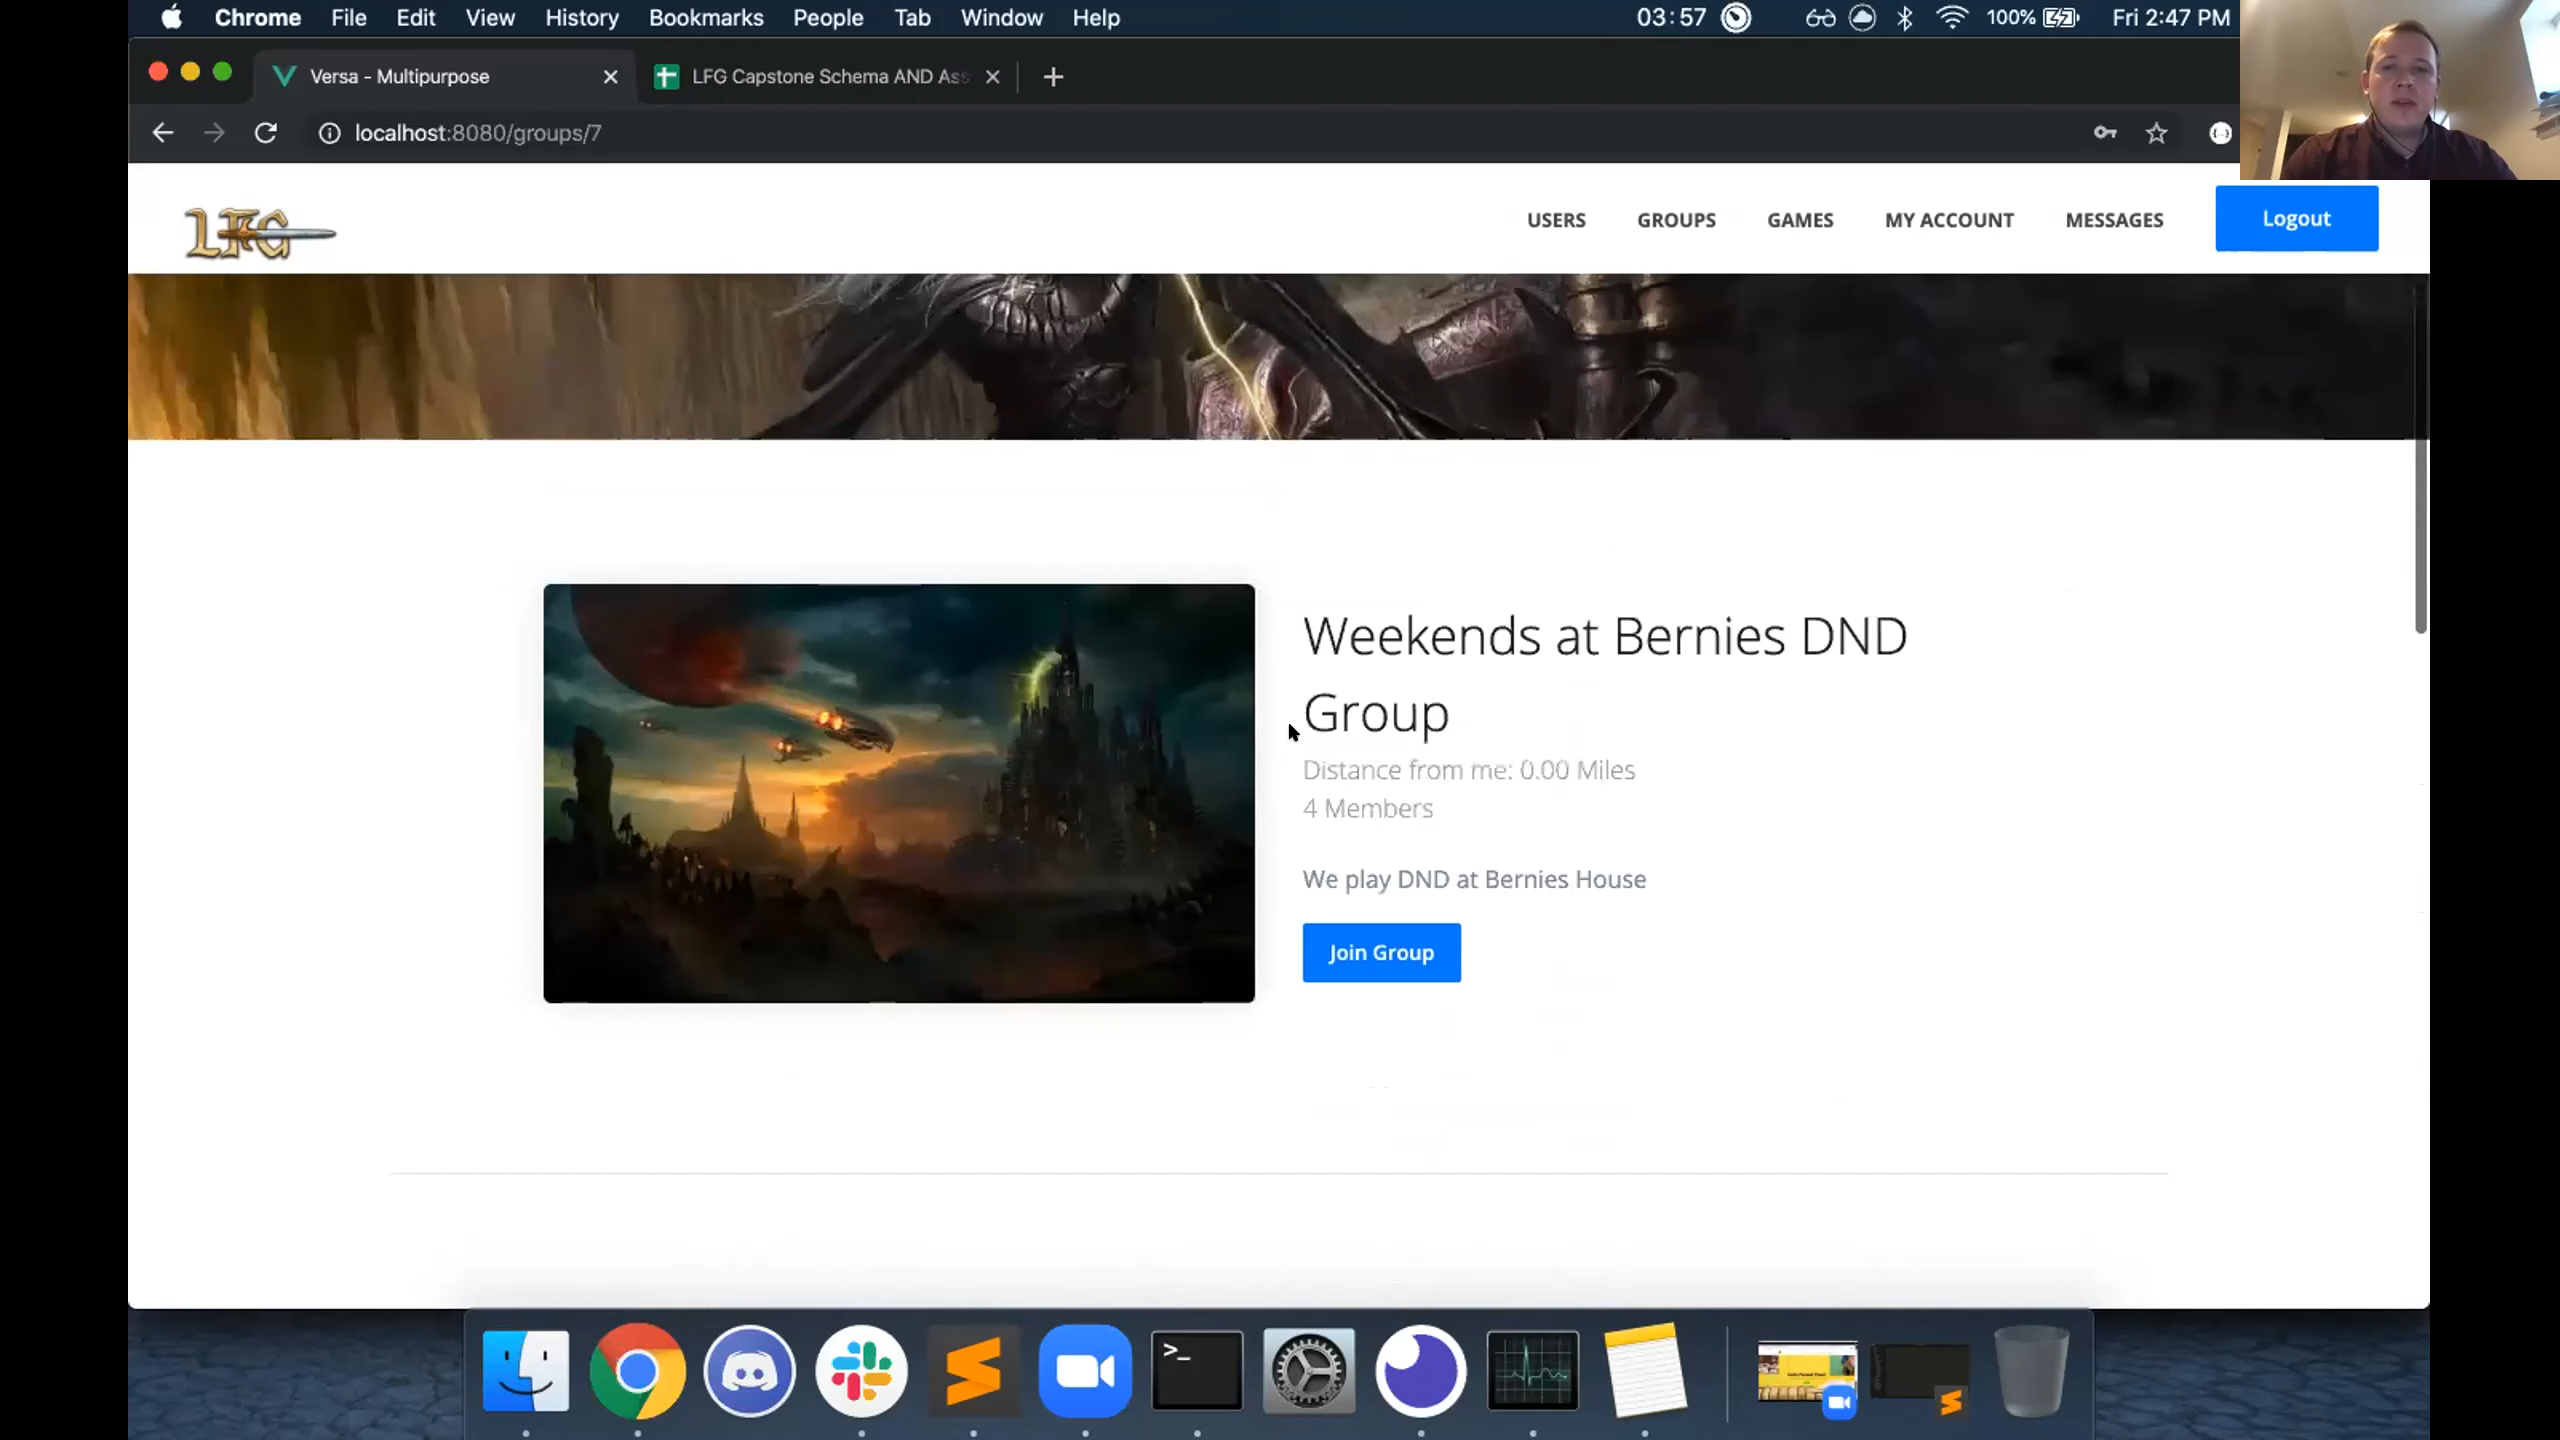 Chrome File Edit View History Bookmarks People Tab Window Help 03:57 100% Fri 2:47 PM
Versa - Multipurpose LFG Capstone Schema AND Ass
localhost:8080/groups/7
LFG USERS GROUPS GAMES MY ACCOUNT MESSAGES Logout
Weekends at Bernies DND
Group
Distance from me: 0.00 Miles
4 Members
We play DND at Bernies House
Join Group